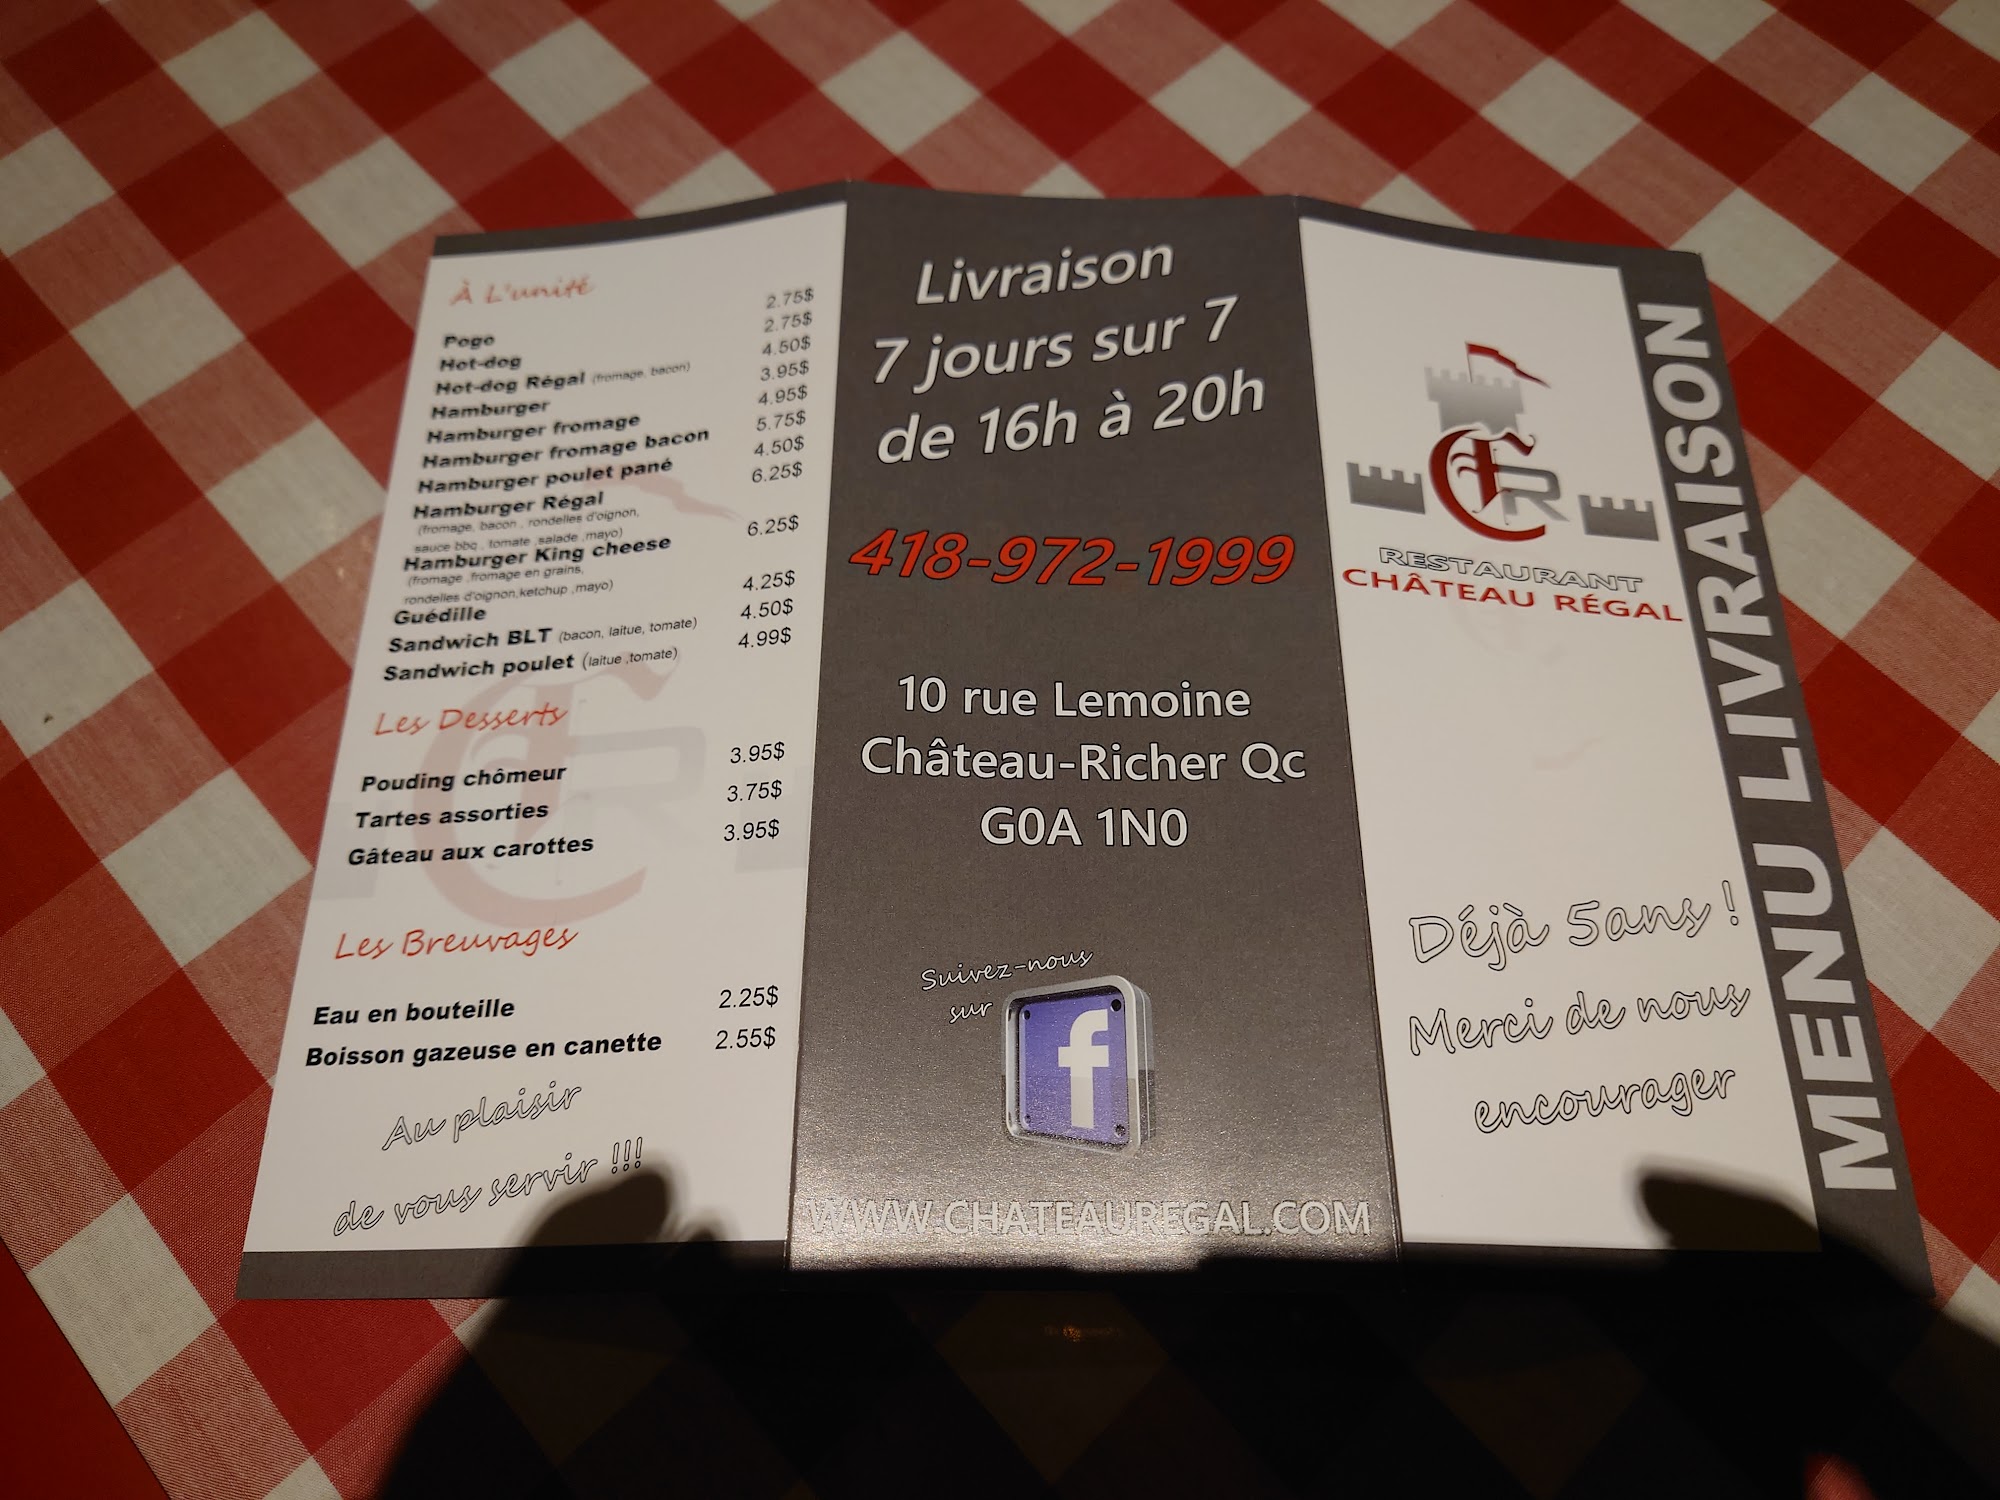 À L'unité
Pogo 2.75$
Hot-dog 2.75$
Hot-dog Régal (fromage, bacon) 4.50$
Hamburger 3.95$
Hamburger fromage 4.95$
Hamburger fromage bacon 5.75$
Hamburger poulet pané 4.50$
Hamburger Régal 6.25$
(fromage, bacon , rondelles d'oignon,
sauce bbq , tomate ,salade ,mayo)
Hamburger King cheese 6.25$
(fromage ,fromage en grains,
rondelles d'oignon,ketchup ,mayo)
Guédille 4.25$
Sandwich BLT (bacon, laitue, tomate) 4.50$
Sandwich poulet (laitue ,tomate) 4.99$
Les Desserts
Pouding chômeur 3.95$
Tartes assorties 3.75$
Gâteau aux carottes 3.95$
Les Breuvages
Eau en bouteille 2.25$
Boisson gazeuse en canette 2.55$
Au plaisir
de vous servir !!!
Livraison
7 jours sur 7
de 16h à 20h
418-972-1999
10 rue Lemoine
Château-Richer Qc
G0A 1N0
Suivez-nous
sur
f
WWW.CHATEAUREGAL.COM
CR
RESTAURANT
CHÂTEAU RÉGAL
Déjà 5ans !
Merci de nous
encourager
MENU LIVRAISON